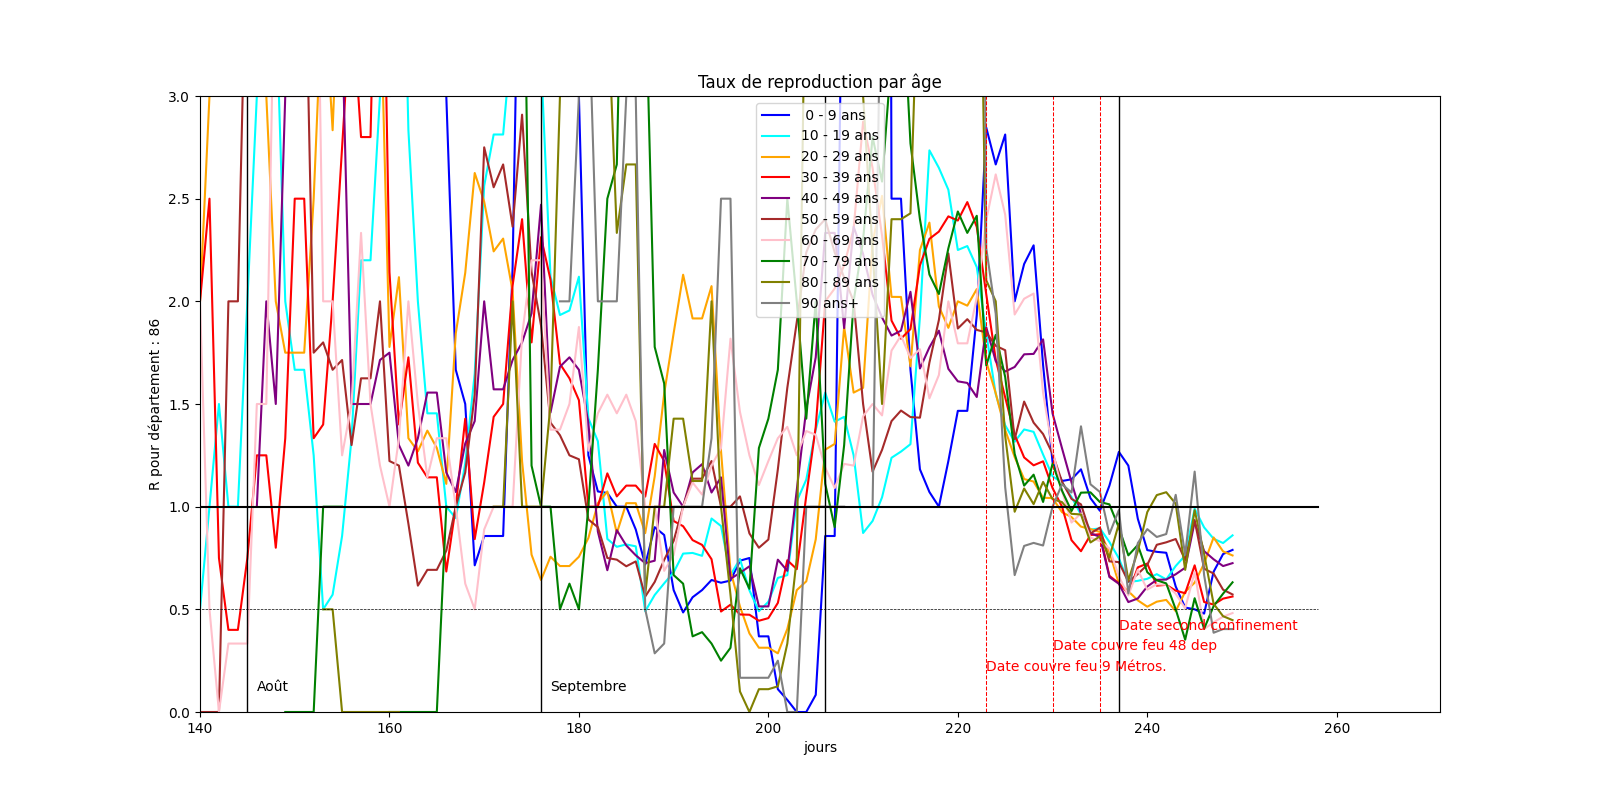 Taux de reproduction par âge
R pour département : 86
3.0
2.5
2.0
1.5
1.0
0.5
0.0
0 - 9 ans
10 - 19 ans
20 - 29 ans
30 - 39 ans
40 - 49 ans
50 - 59 ans
60 - 69 ans
70 - 79 ans
80 - 89 ans
90 ans+
Date second confinement
Date couvre feu 48 dep
Date couvre feu 9 Métros.
Août
Septembre
140 160 180 200 220 240 260
jours